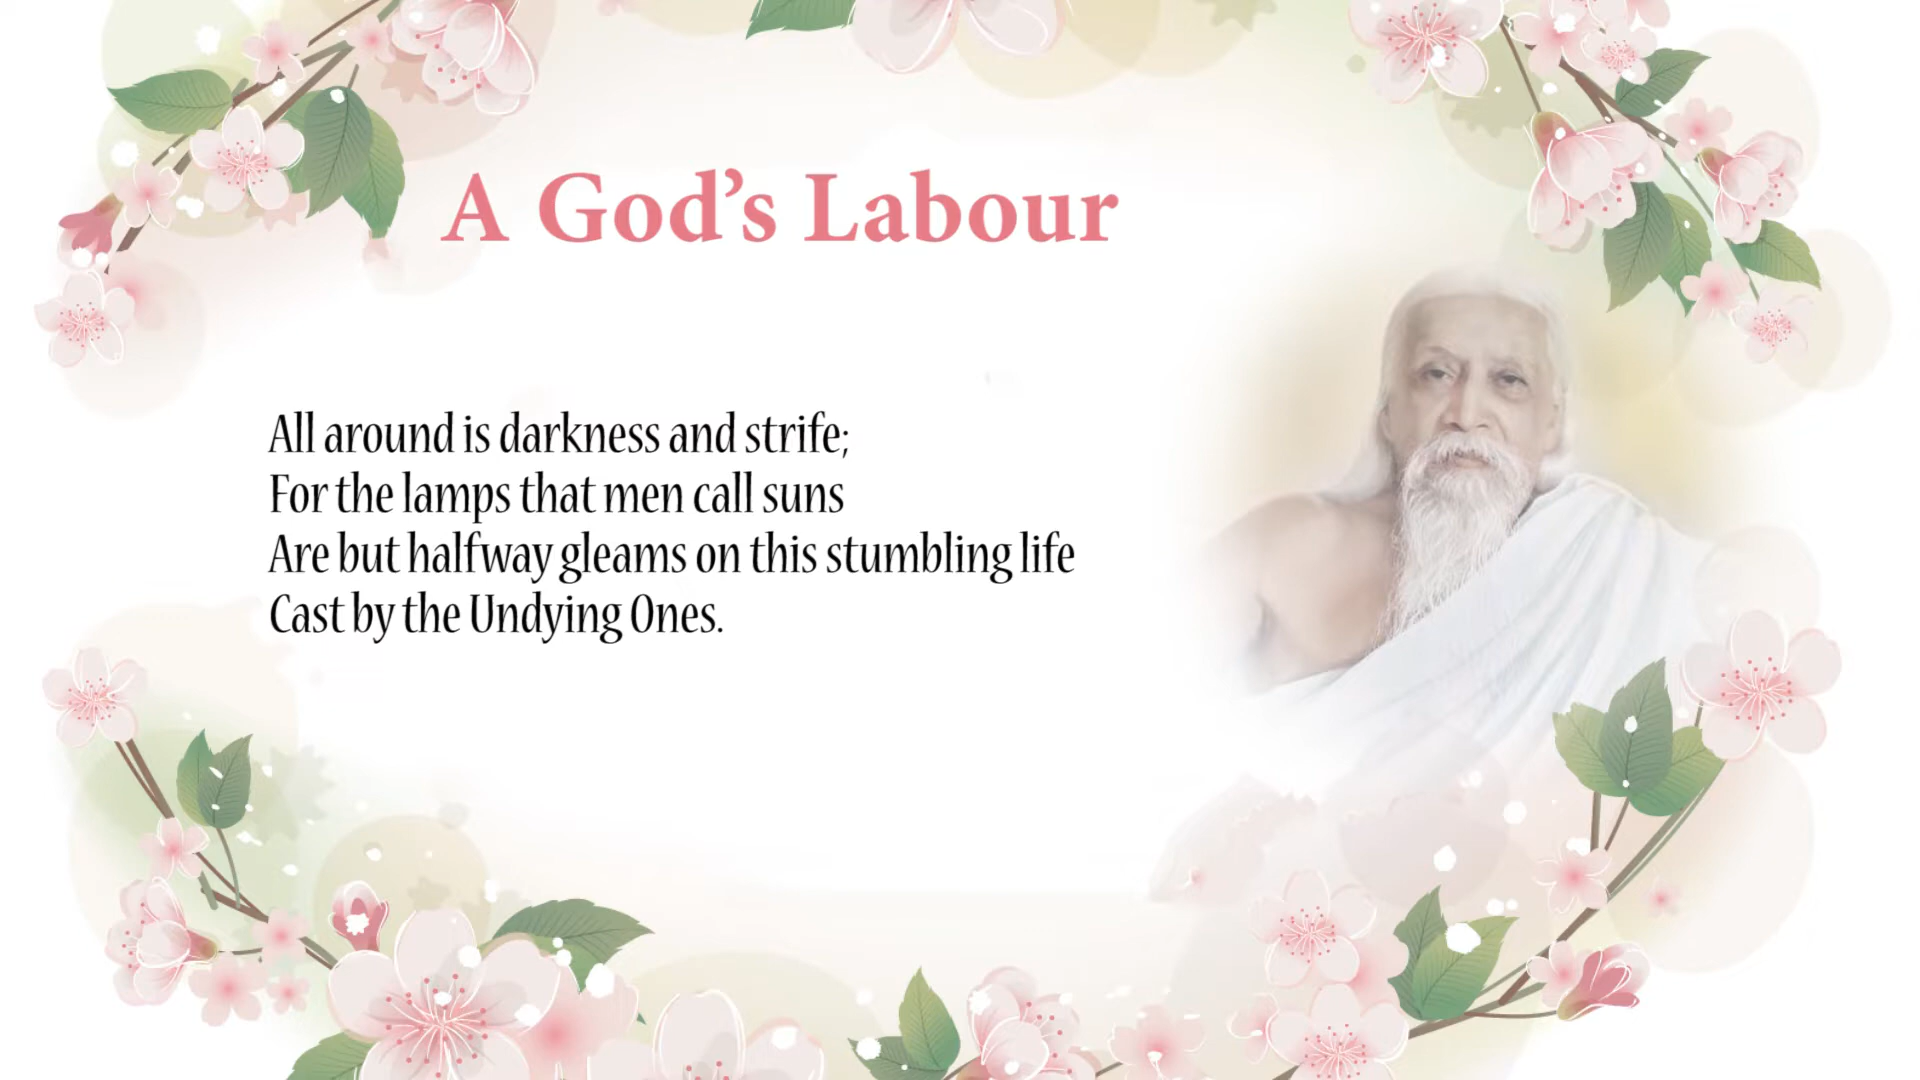 A God’s Labour
All around is darkness and strife;
For the lamps that men call suns
Are but halfway gleams on this stumbling life
Cast by the Undying Ones.